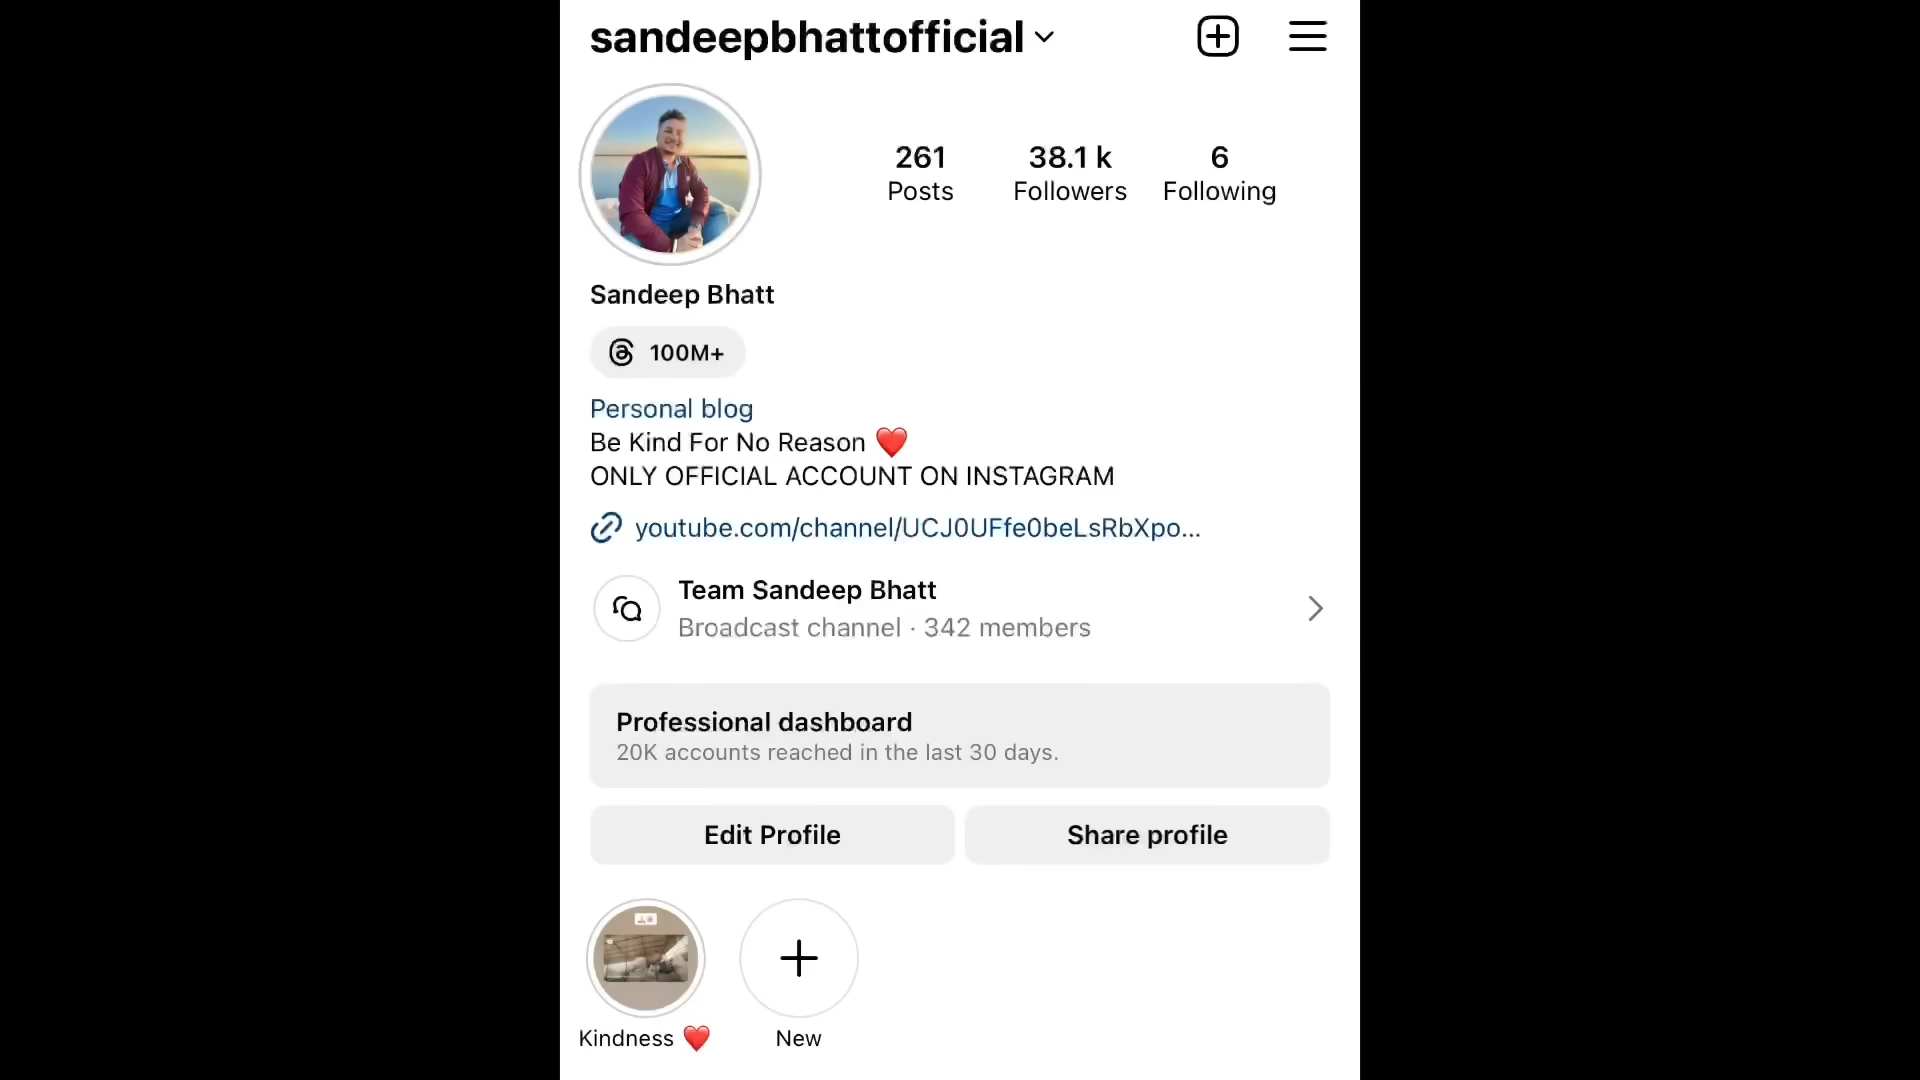 sandeepbhattofficial
261
Posts
38.1 k
Followers
6
Following
Sandeep Bhatt
100M+
Personal blog
Be Kind For No Reason ❤️
ONLY OFFICIAL ACCOUNT ON INSTAGRAM
youtube.com/channel/UCJ0UFfe0beLsRbXpo...
Team Sandeep Bhatt
Broadcast channel · 342 members
Professional dashboard
20K accounts reached in the last 30 days.
Edit Profile
Share profile
Kindness ❤️
New